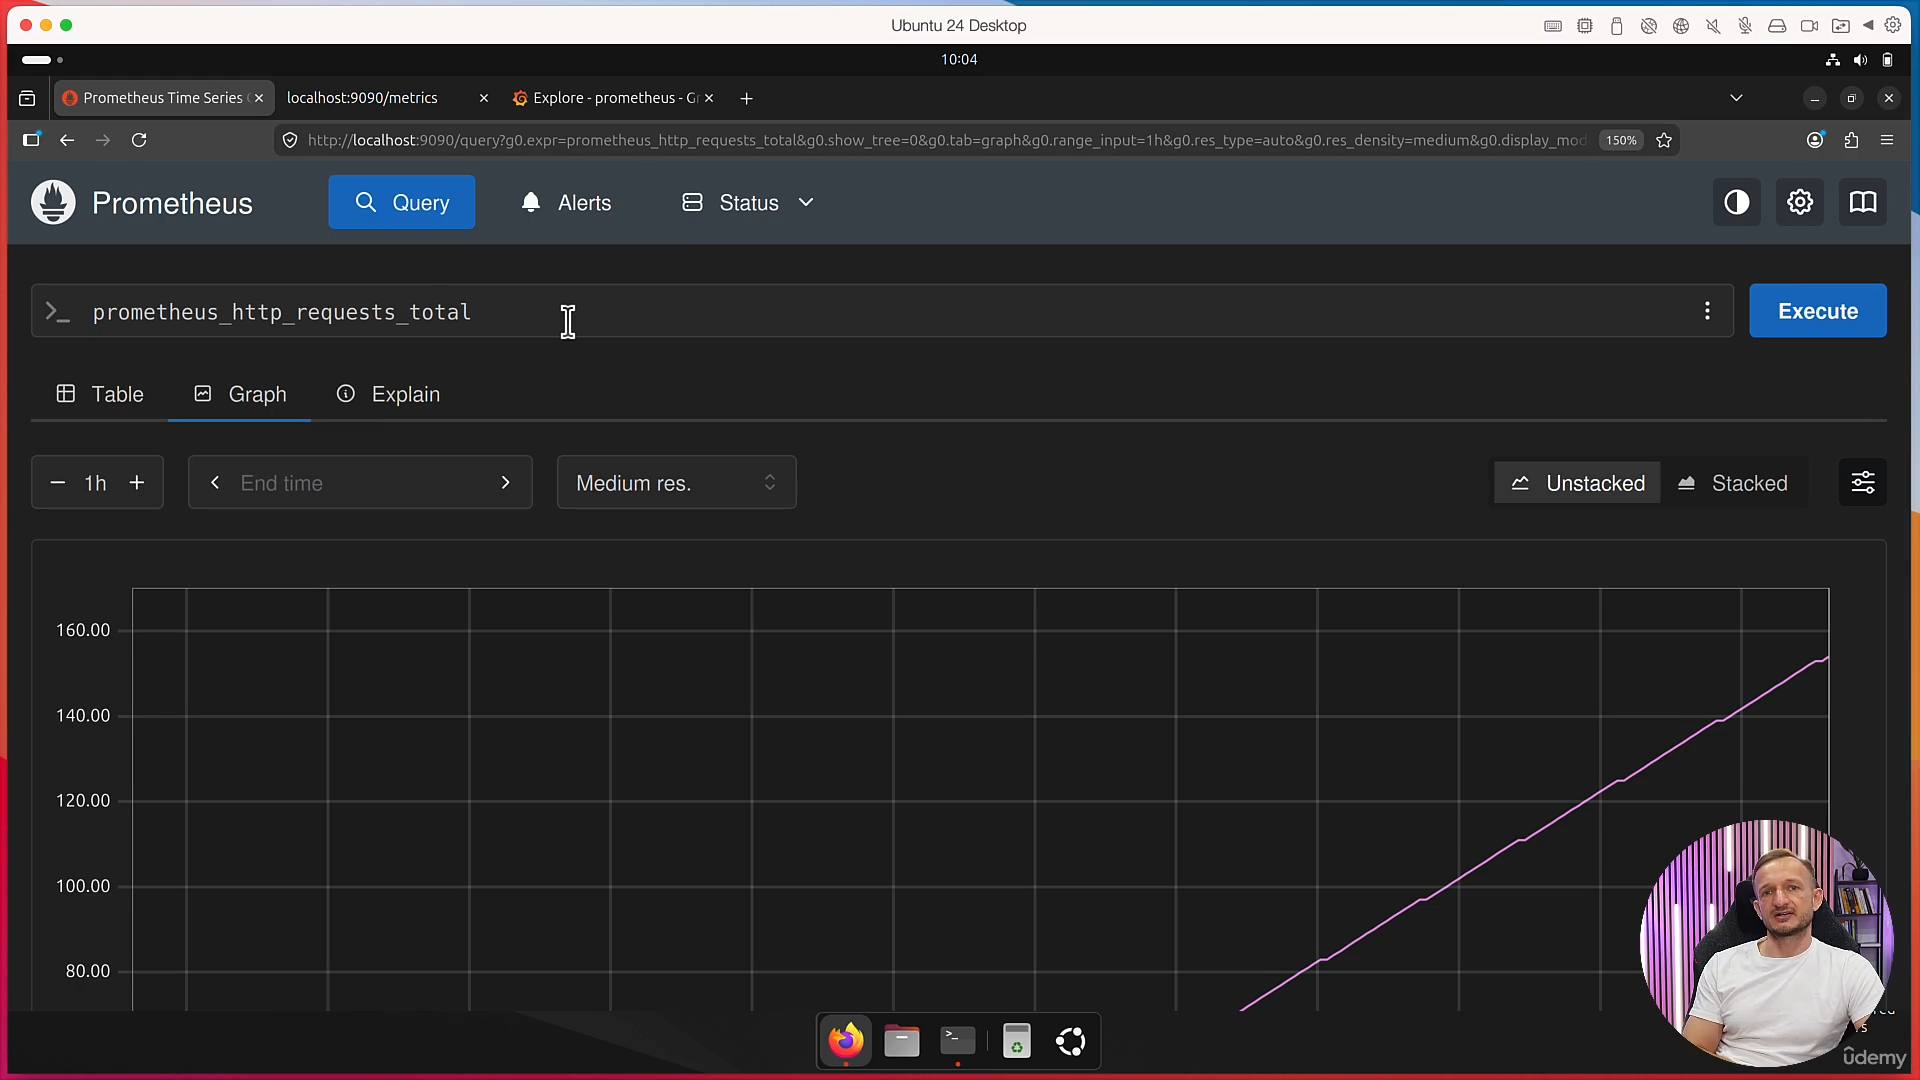 Ubuntu 24 Desktop
10:04
Prometheus Time Series
localhost:9090/metrics
Explore - prometheus - Gr
http://localhost:9090/query?g0.expr=prometheus_http_requests_total&g0.show_tree=0&g0.tab=graph&g0.range_input=1h&g0.res_type=auto&g0.res_density=medium&g0.display_mod
150%
Prometheus
Query
Alerts
Status
>_ prometheus_http_requests_total
Execute
Table
Graph
Explain
− 1h +
End time
Medium res.
Unstacked
Stacked
160.00
140.00
120.00
100.00
80.00
udemy